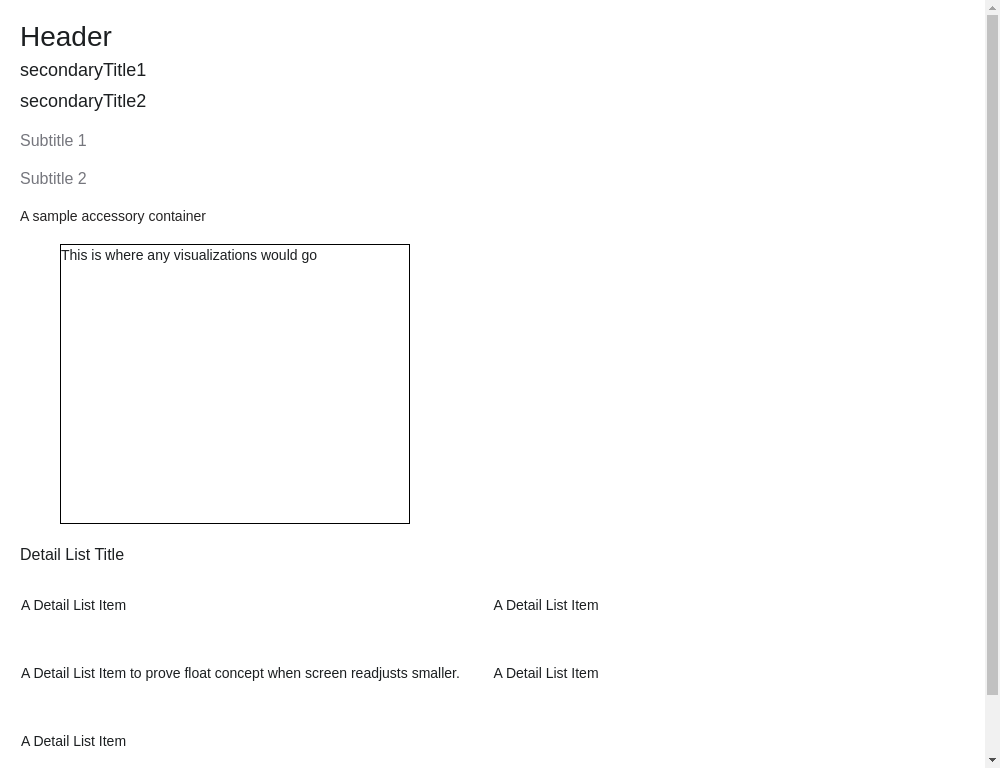 Header
secondaryTitle1
secondaryTitle2
Subtitle 1
Subtitle 2
A sample accessory container
This is where any visualizations would go
Detail List Title
A Detail List Item
A Detail List Item
A Detail List Item to prove float concept when screen readjusts smaller.
A Detail List Item
A Detail List Item